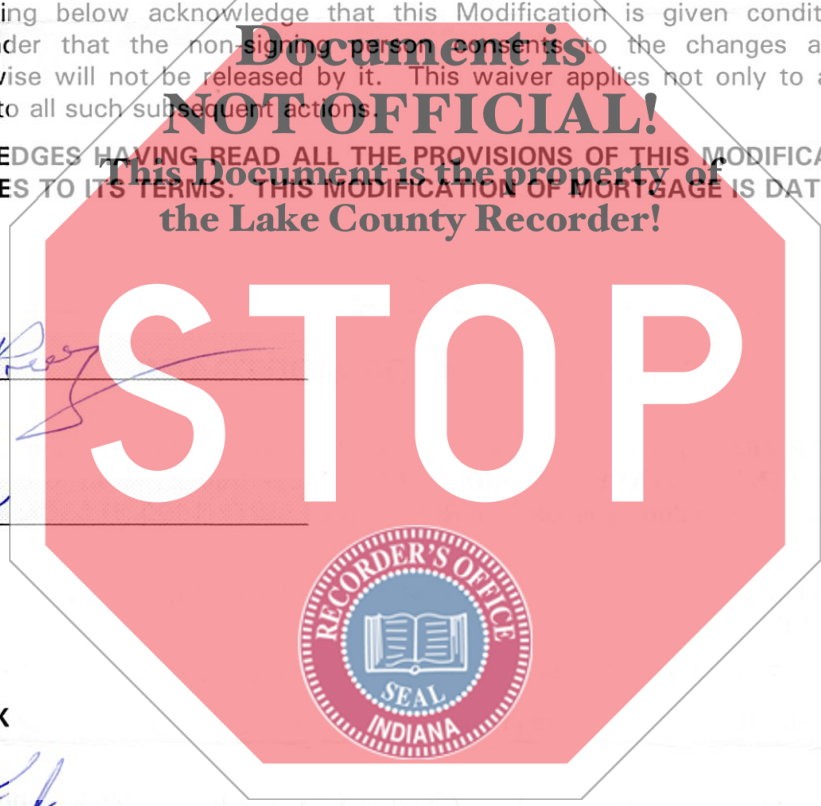 ing below acknowledge that this Modification is given condit
der that the non-signing person consents to the changes a
wise will not be released by it. This waiver applies not only to a
to all such subsequent actions.
Document is
NOT OFFICIAL!
EDGES HAVING READ ALL THE PROVISIONS OF THIS MODIFICA
ES TO ITS TERMS. THIS MODIFICATION OF MORTGAGE IS DAT
This Document is the property of
the Lake County Recorder!
STOP
RECORDER'S OFFICE
SEAL
INDIANA
K